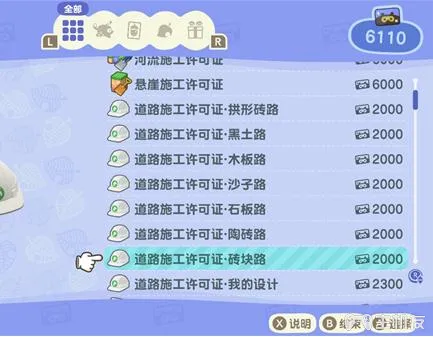 全部
L
R
6110
河流施工许可证 6000
悬崖施工许可证 6000
道路施工许可证·拱形砖路 2000
道路施工许可证·黑土路 2000
道路施工许可证·木板路 2000
道路施工许可证·沙子路 2000
道路施工许可证·石板路 2000
道路施工许可证·陶砖路 2000
道路施工许可证·砖块路 2000
道路施工许可证·我的设计 2300
X 说明 B 结束 A 选择